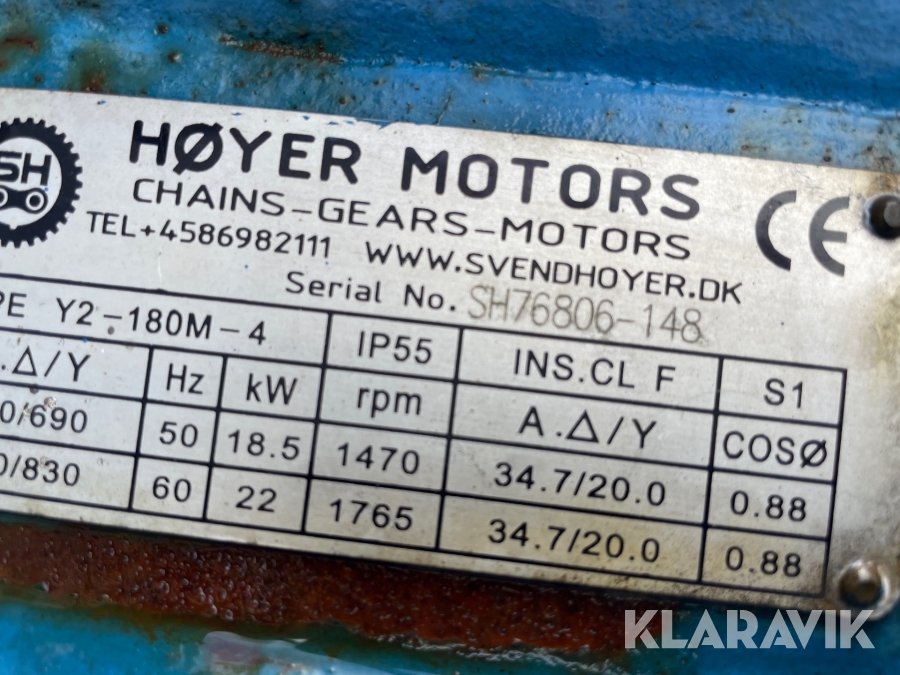 KLARAVIK
SH
HØYER MOTORS
CHAINS-GEARS-MOTORS
TEL+4586982111 WWW.SVENDHOYER.DK
CE
Serial No. SH76806-148
PE Y2-180M-4 IP55 INS.CL F S1
.Δ/Y Hz kW rpm A.Δ/Y COSØ
0/690 50 18.5 1470 34.7/20.0 0.88
0/830 60 22 1765 34.7/20.0 0.88
KLARAVIK